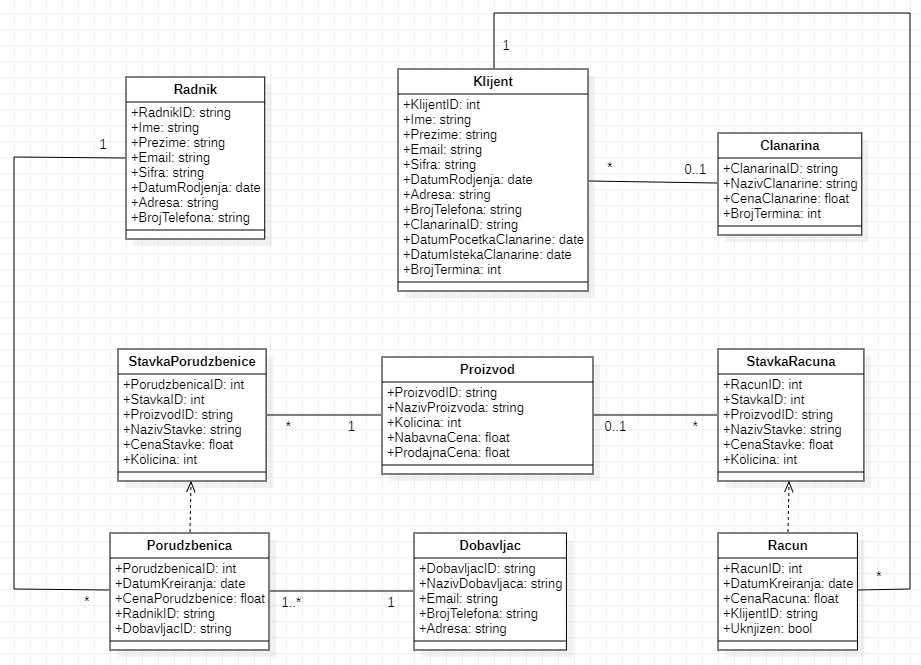 1
Radnik
+RadnikID: string
+Ime: string
+Prezime: string
+Email: string
+Sifra: string
+DatumRodjenja: date
+Adresa: string
+BrojTelefona: string
1
Klijent
+KlijentID: int
+Ime: string
+Prezime: string
+Email: string
+Sifra: string
+DatumRodjenja: date
+Adresa: string
+BrojTelefona: string
+ClanarinaID: string
+DatumPocetkaClanarine: date
+DatumIstekaClanarine: date
+BrojTermina: int
* 0..1
Clanarina
+ClanarinaID: string
+NazivClanarine: string
+CenaClanarine: float
+BrojTermina: int
StavkaPorudzbenice
+PorudzbenicaID: int
+StavkaID: int
+ProizvodID: string
+NazivStavke: string
+CenaStavke: float
+Kolicina: int
* 1
Proizvod
+ProizvodID: string
+NazivProizvoda: string
+Kolicina: int
+NabavnaCena: float
+ProdajnaCena: float
0..1 *
StavkaRacuna
+RacunID: int
+StavkaID: int
+ProizvodID: string
+NazivStavke: string
+CenaStavke: float
+Kolicina: int
*
Porudzbenica
+PorudzbenicaID: int
+DatumKreiranja: date
+CenaPorudzbenice: float
+RadnikID: string
+DobavljacID: string
1..* 1
Dobavljac
+DobavljacID: string
+NazivDobavljaca: string
+Email: string
+BrojTelefona: string
+Adresa: string
Racun
+RacunID: int
+DatumKreiranja: date
+CenaRacuna: float
+KlijentID: string
+Uknjizen: bool
*